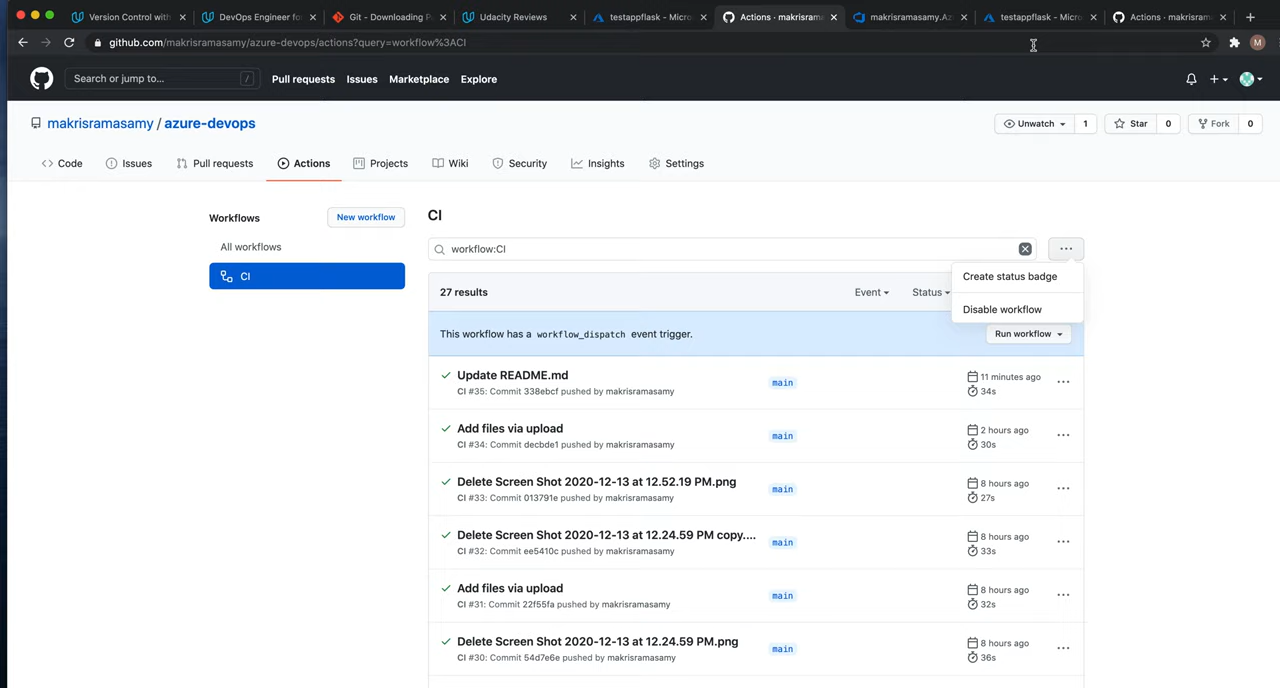 Version Control with
DevOps Engineer fo
Git - Downloading P
Udacity Reviews
testappflask - Micro
Actions · makrisrama
makrisramasamy.Az
testappflask - Micro
Actions · makrisram
github.com/makrisramasamy/azure-devops/actions?query=workflow%3ACI
M
Search or jump to...
/
Pull requests
Issues
Marketplace
Explore
makrisramasamy / azure-devops
Unwatch
1
Star
0
Fork
0
Code
Issues
Pull requests
Actions
Projects
Wiki
Security
Insights
Settings
Workflows
New workflow
All workflows
CI
CI
workflow:CI
Create status badge
Disable workflow
27 results
Event
Status
This workflow has a workflow_dispatch event trigger.
Run workflow
Update README.md
CI #35: Commit 338ebcf pushed by makrisramasamy
main
11 minutes ago
34s
Add files via upload
CI #34: Commit decbde1 pushed by makrisramasamy
main
2 hours ago
30s
Delete Screen Shot 2020-12-13 at 12.52.19 PM.png
CI #33: Commit 013791e pushed by makrisramasamy
main
8 hours ago
27s
Delete Screen Shot 2020-12-13 at 12.24.59 PM copy....
CI #32: Commit ee5410c pushed by makrisramasamy
main
8 hours ago
33s
Add files via upload
CI #31: Commit 22f55fa pushed by makrisramasamy
main
8 hours ago
32s
Delete Screen Shot 2020-12-13 at 12.24.59 PM.png
CI #30: Commit 54d7e6e pushed by makrisramasamy
main
8 hours ago
36s